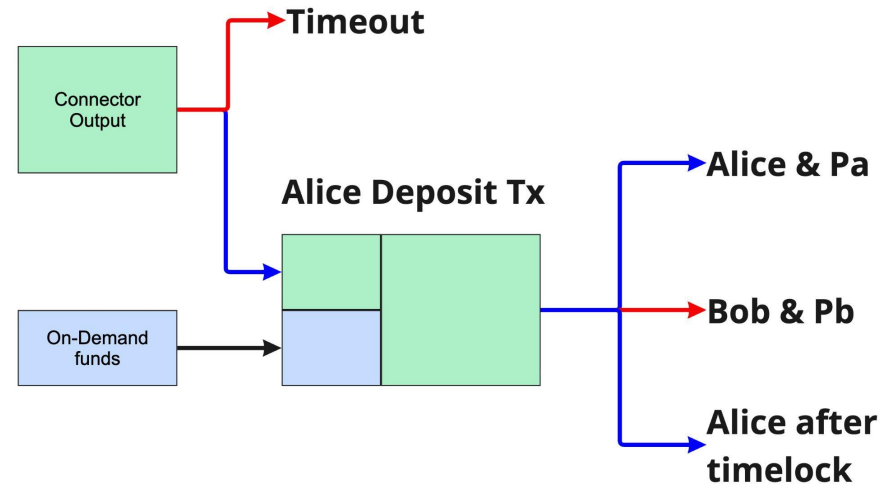 Timeout
Connector
Output
Alice Deposit Tx
Alice & Pa
On-Demand
funds
Bob & Pb
Alice after
timelock